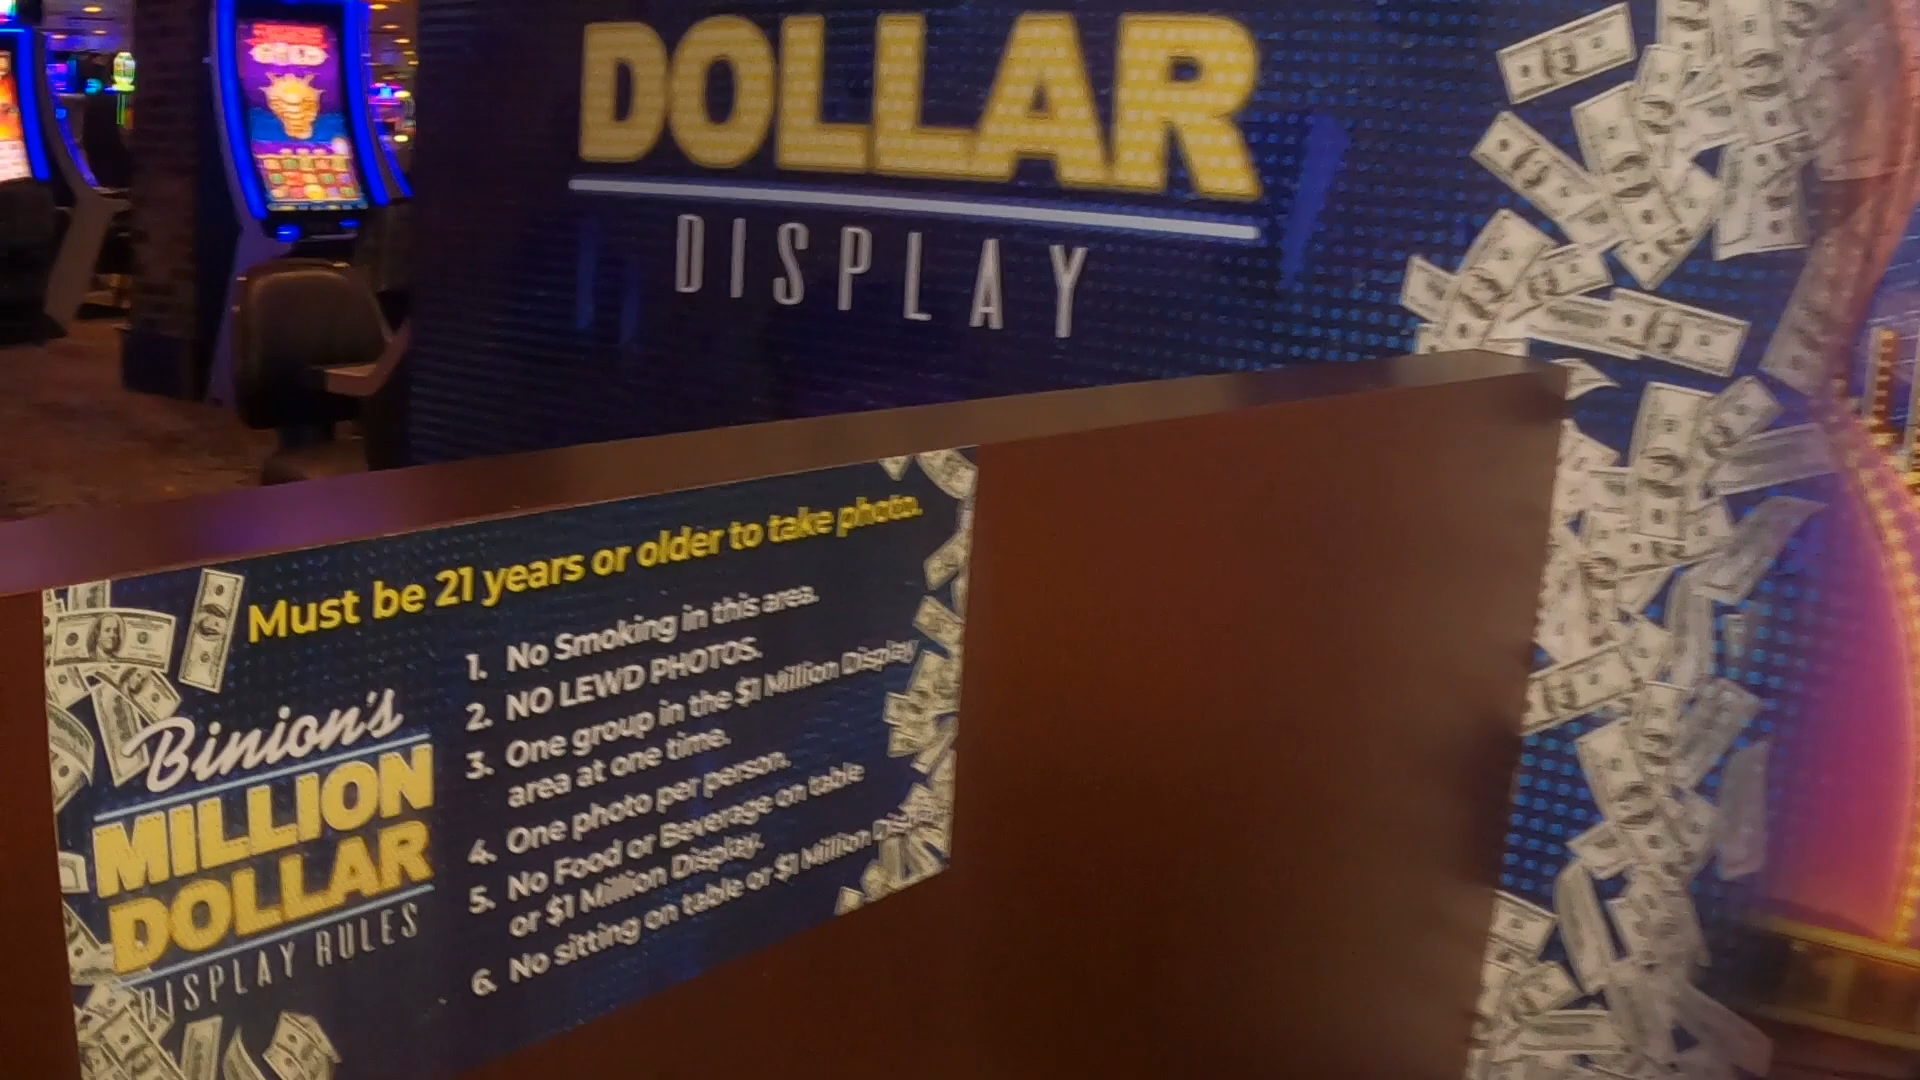 DOLLAR
DISPLAY
Must be 21 years or older to take photo.
Binion's
MILLION
DOLLAR
DISPLAY RULES
1. No Smoking in this area.
2. NO LEWD PHOTOS.
3. One group in the $1 Million Display
area at one time.
4. One photo per person.
5. No Food or Beverage on table
or $1 Million Display.
6. No sitting on table or $1 Million Display